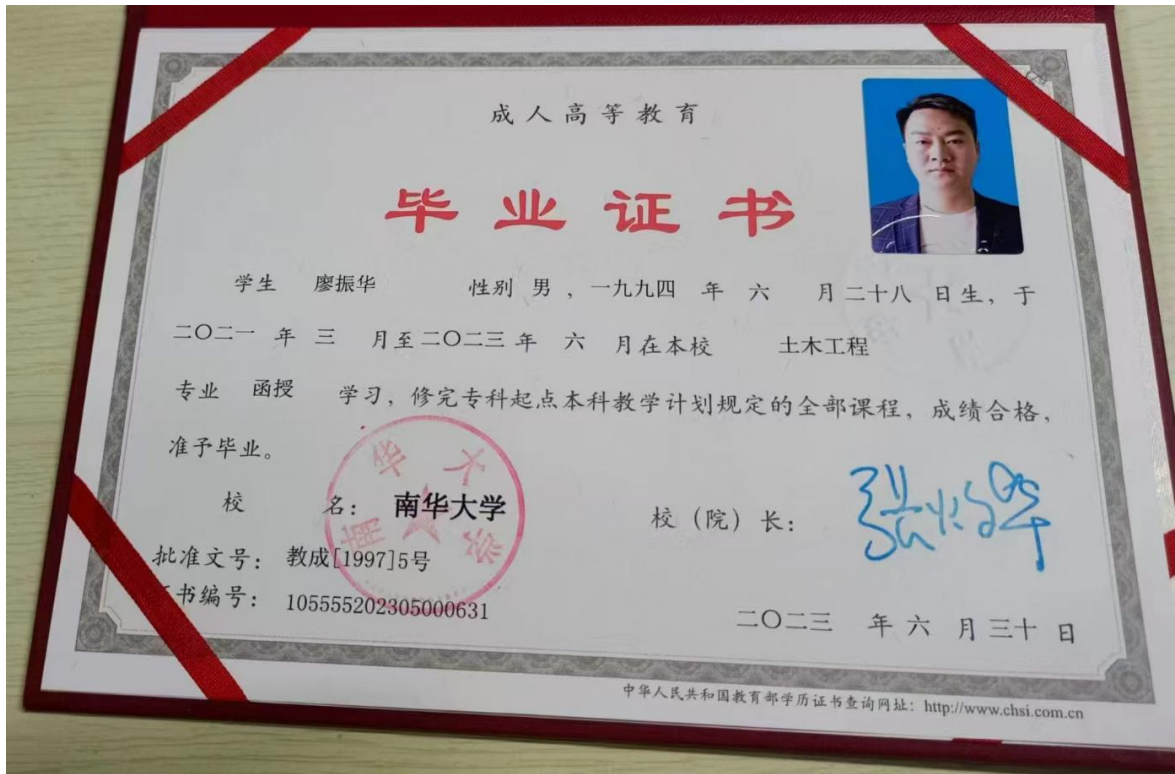 成人高等教育
毕业证书
学生 廖振华 性别 男 ，一九九四 年 六 月 二十八 日生，于
二〇二一 年 三 月至 二〇二三 年 六 月在本校 土木工程
专业 函授 学习，修完专科起点本科教学计划规定的全部课程，成绩合格，
准予毕业。
校 名： 南华大学 校（院）长：
南华大学
批准文号： 教成[1997]5号
书编号： 105555202305000631
二〇二三 年 六 月 三十 日
中华人民共和国教育部学历证书查询网址：http://www.chsi.com.cn